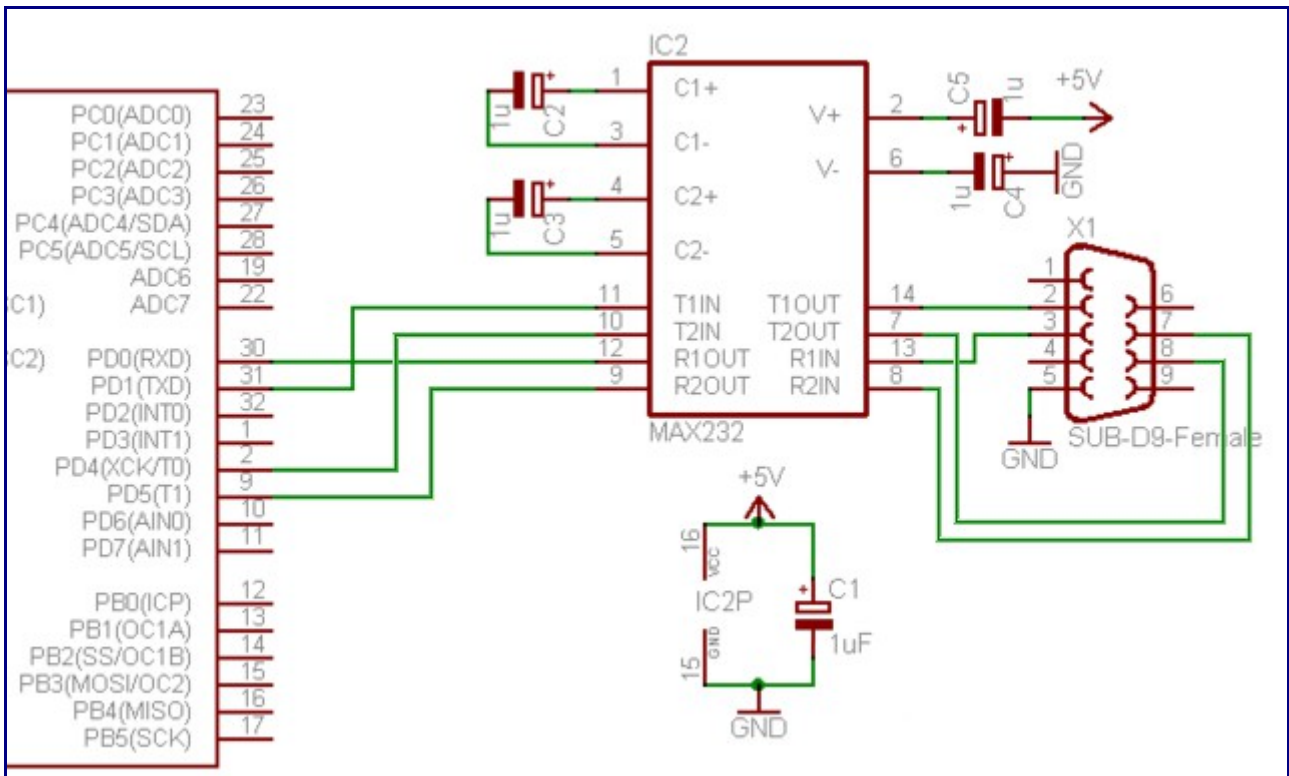 PC0(ADC0) 23
PC1(ADC1) 24
PC2(ADC2) 25
PC3(ADC3) 26
PC4(ADC4/SDA) 27
PC5(ADC5/SCL) 28
ADC6 19
C1) ADC7 22
C2) PD0(RXD) 30
PD1(TXD) 31
PD2(INT0) 32
PD3(INT1) 1
PD4(XCK/T0) 2
PD5(T1) 9
PD6(AIN0) 10
PD7(AIN1) 11
PB0(ICP) 12
PB1(OC1A) 13
PB2(SS/OC1B) 14
PB3(MOSI/OC2) 15
PB4(MISO) 16
PB5(SCK) 17
1u
+
C2
1u
+
C3
IC2
1 C1+
3 C1-
4 C2+
5 C2-
11 T1IN
10 T2IN
12 R1OUT
9 R2OUT
V+ 2
V- 6
T1OUT 14
T2OUT 7
R1IN 13
R2IN 8
MAX232
C5
+
1u
+5V
1u
+
C4
GND
X1
1
2
3
4
5
6
7
8
9
SUB-D9-Female
GND
+5V
16
VCC
IC2P
GND
15
+
C1
1uF
GND